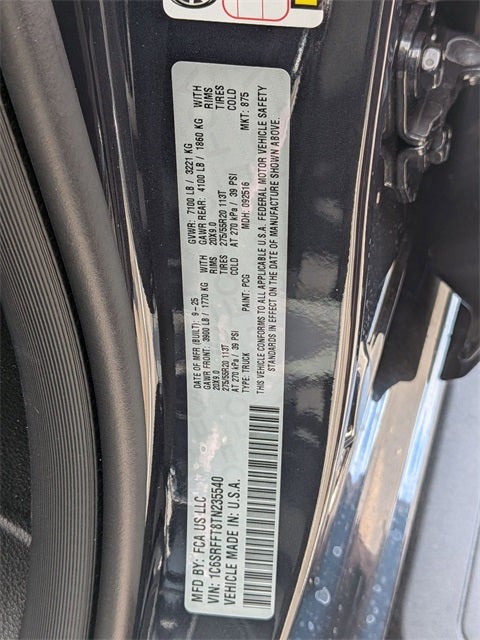 MFD BY: FCA US LLC
DATE OF MFR (BUILT): 9 - 25
GVWR: 7100 LB / 3221 KG
GAWR FRONT: 3900 LB / 1770 KG WITH
20X9.0 RIMS
275/55R20 113T TIRES
AT 270 kPa / 39 PSI COLD
GAWR REAR: 4100 LB / 1860 KG WITH
20X9.0 RIMS
275/55R20 113T TIRES
AT 270 kPa / 39 PSI COLD
VIN: 1C6SRFFT8TN235540
TYPE: TRUCK
PAINT: PCG
MDH: 092516
MKT: 875
VEHICLE MADE IN: U.S.A.
THIS VEHICLE CONFORMS TO ALL APPLICABLE U.S.A. FEDERAL MOTOR VEHICLE SAFETY
STANDARDS IN EFFECT ON THE DATE OF MANUFACTURE SHOWN ABOVE.